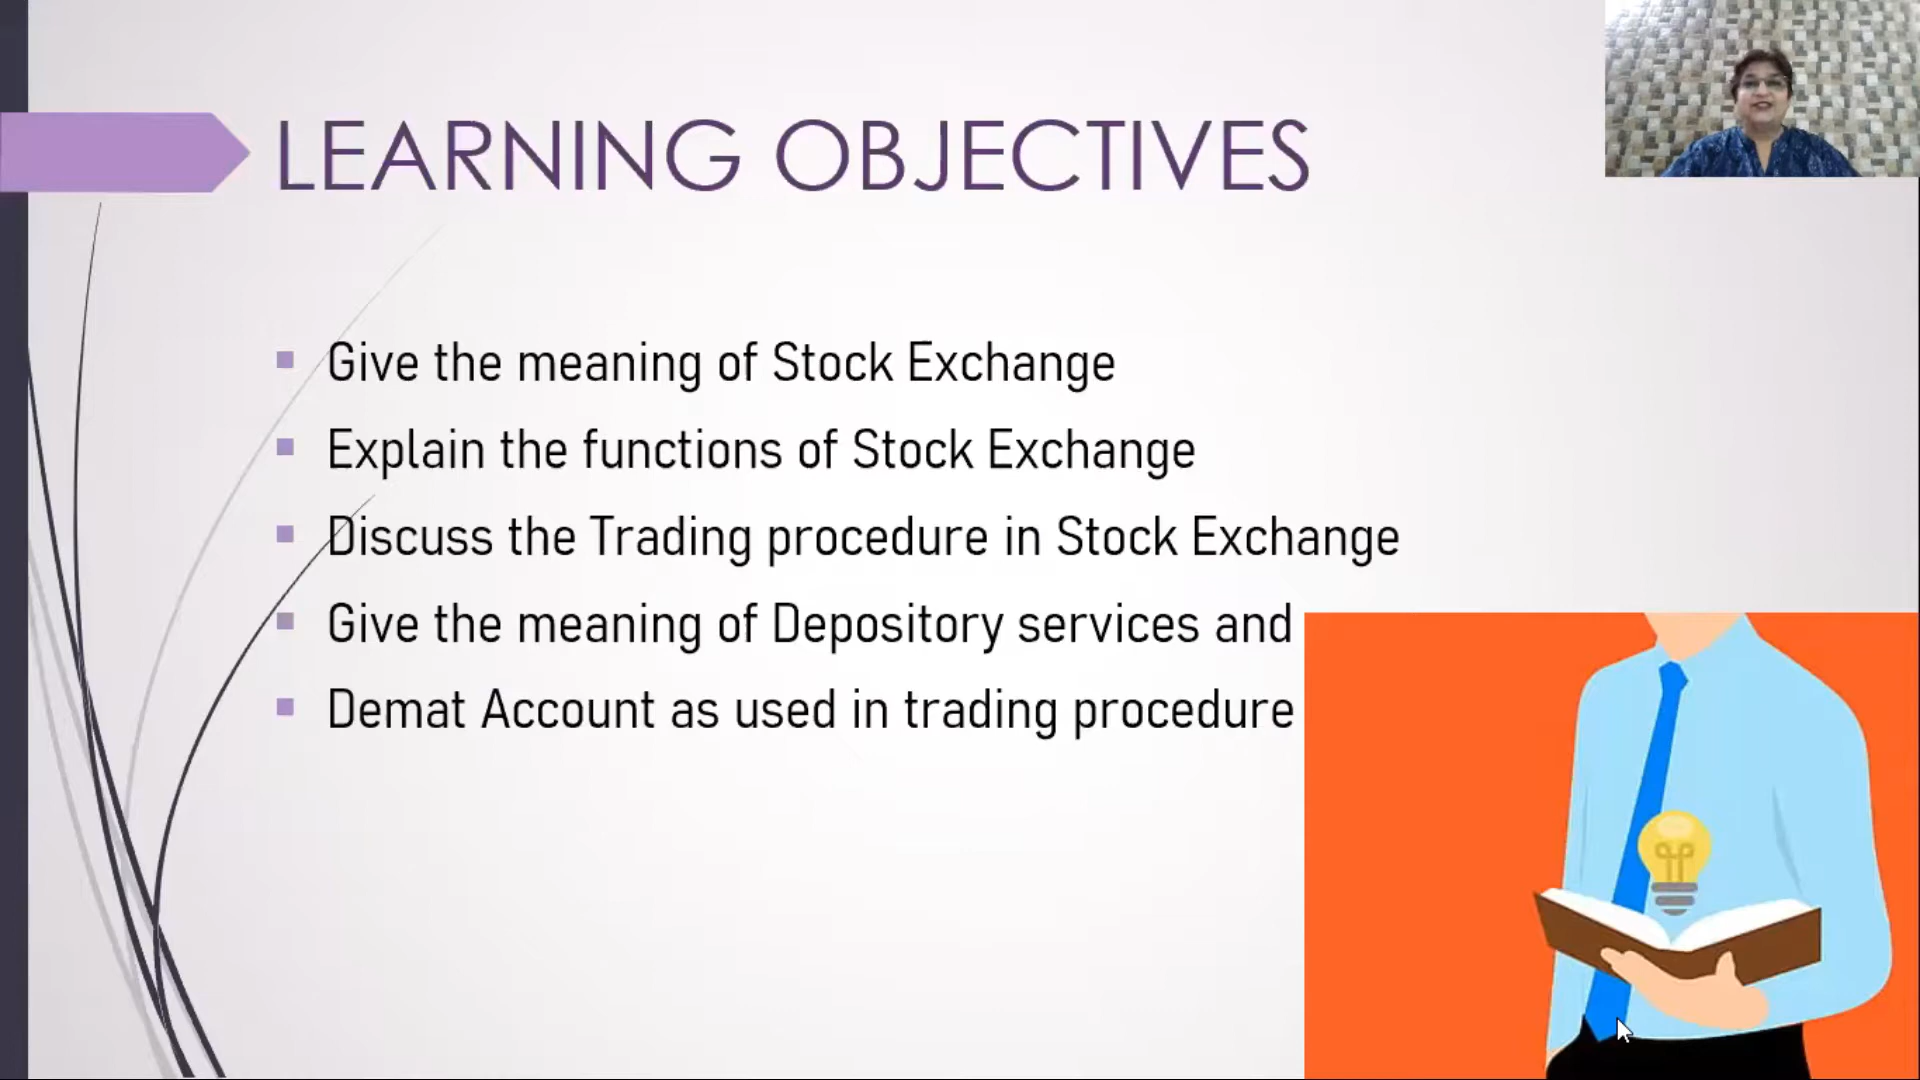 LEARNING OBJECTIVES
Give the meaning of Stock Exchange
Explain the functions of Stock Exchange
Discuss the Trading procedure in Stock Exchange
Give the meaning of Depository services and
Demat Account as used in trading procedure